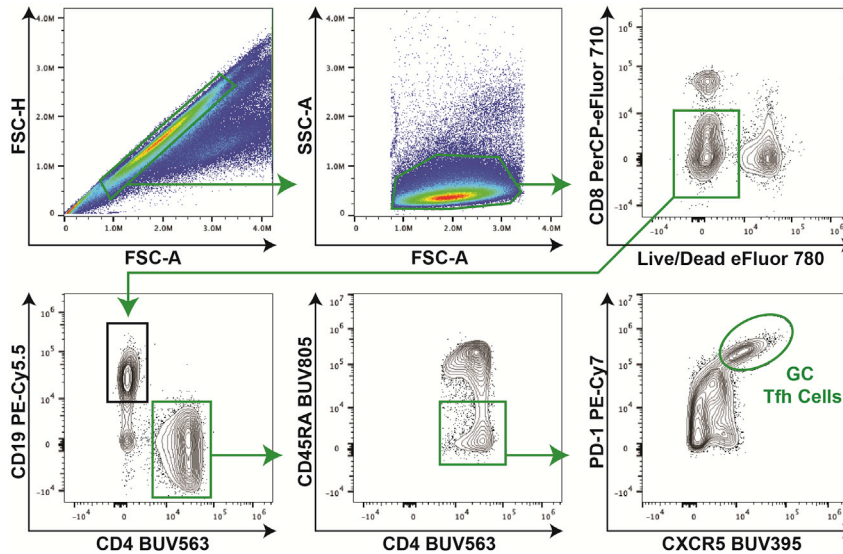 4.0M
3.0M
2.0M
1.0M
0
0 1.0M 2.0M 3.0M 4.0M
FSC-H
FSC-A
4.0M
3.0M
2.0M
1.0M
0
0 1.0M 2.0M 3.0M 4.0M
SSC-A
FSC-A
10⁶
10⁵
10⁴
0
-10⁴
-10⁴ 0 10⁴ 10⁵ 10⁶
CD8 PerCP-eFluor 710
Live/Dead eFluor 780
10⁶
10⁵
10⁴
0
-10⁴
-10⁴ 0 10⁴ 10⁵ 10⁶
CD19 PE-Cy5.5
CD4 BUV563
10⁷
10⁶
10⁵
10⁴
0
-10⁴
-10⁴ 0 10⁴ 10⁵ 10⁶
CD45RA BUV805
CD4 BUV563
10⁷
10⁶
10⁵
10⁴
0
-10⁴
-10⁴ 0 10⁴ 10⁵ 10⁶
PD-1 PE-Cy7
CXCR5 BUV395
GC
Tfh Cells